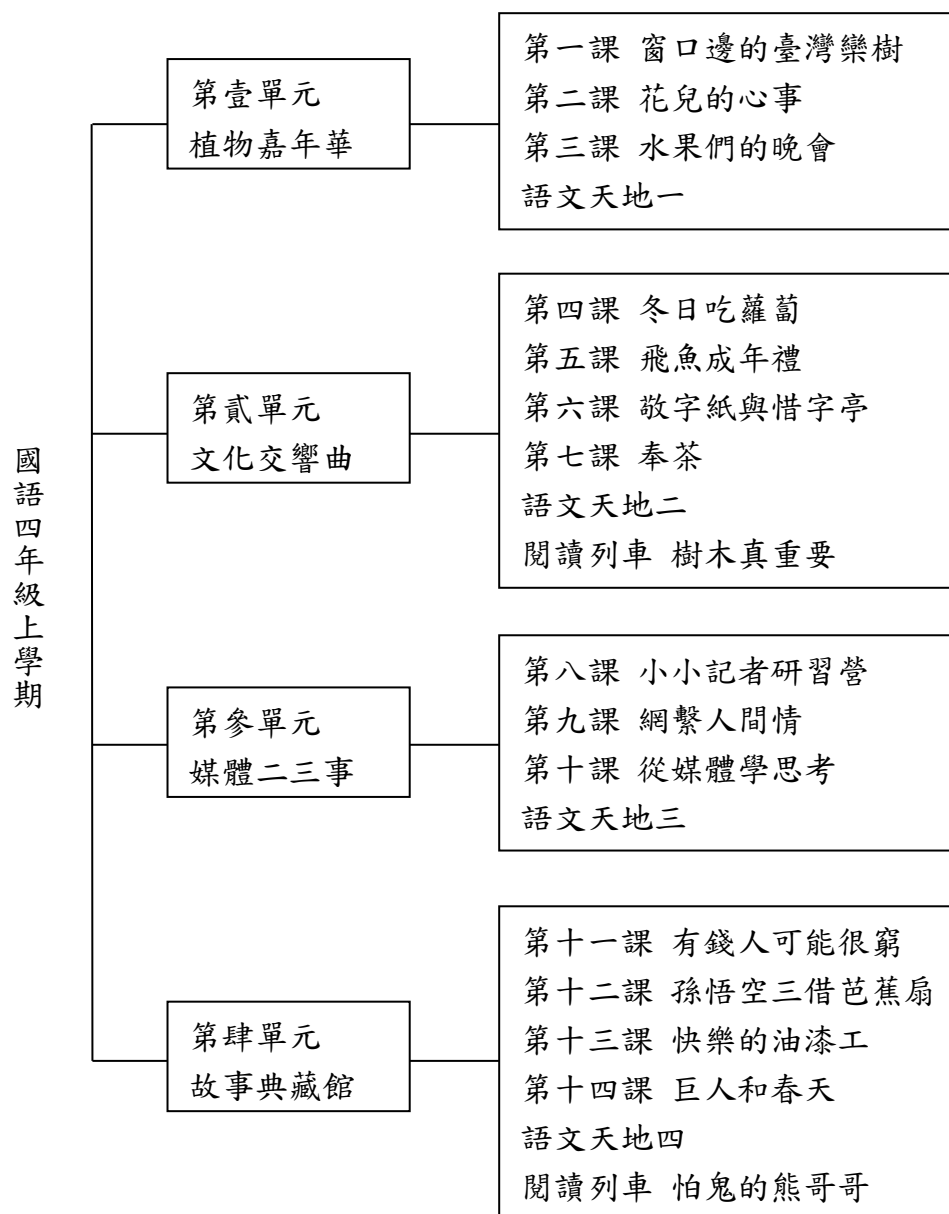 國語四年級上學期
第壹單元
植物嘉年華
第一課 窗口邊的臺灣欒樹
第二課 花兒的心事
第三課 水果們的晚會
語文天地一
第貳單元
文化交響曲
第四課 冬日吃蘿蔔
第五課 飛魚成年禮
第六課 敬字紙與惜字亭
第七課 奉茶
語文天地二
閱讀列車 樹木真重要
第參單元
媒體二三事
第八課 小小記者研習營
第九課 網繫人間情
第十課 從媒體學思考
語文天地三
第肆單元
故事典藏館
第十一課 有錢人可能很窮
第十二課 孫悟空三借芭蕉扇
第十三課 快樂的油漆工
第十四課 巨人和春天
語文天地四
閱讀列車 怕鬼的熊哥哥